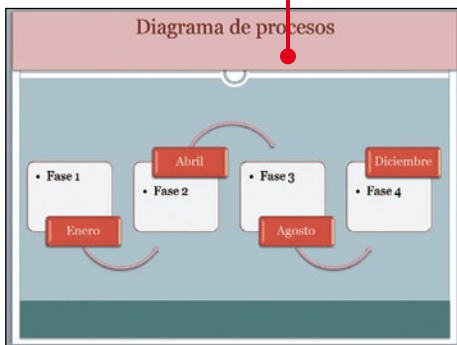 Diagrama de procesos
• Fase 1
Enero
Abril
• Fase 2
• Fase 3
Agosto
Diciembre
• Fase 4